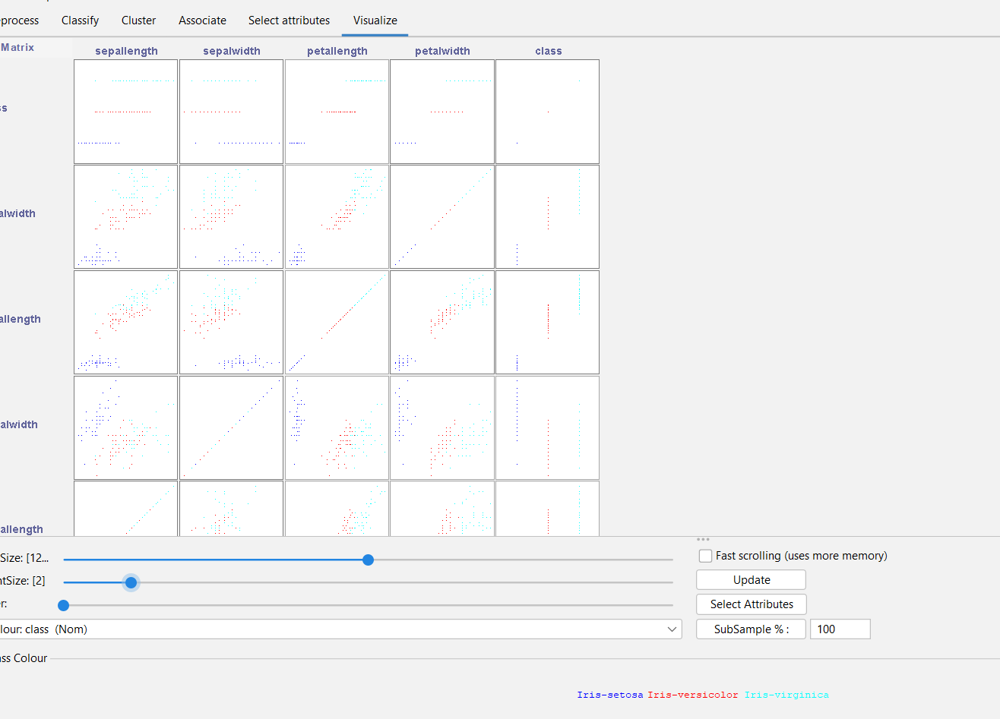 process Classify Cluster Associate Select attributes Visualize
Matrix
sepallength sepalwidth petallength petalwidth class
s
alwidth
allength
alwidth
allength
Size: [12...
ntSize: [2]
r:
lour: class (Nom)
Fast scrolling (uses more memory)
Update
Select Attributes
SubSample % : 100
ss Colour
Iris-setosa Iris-versicolor Iris-virginica